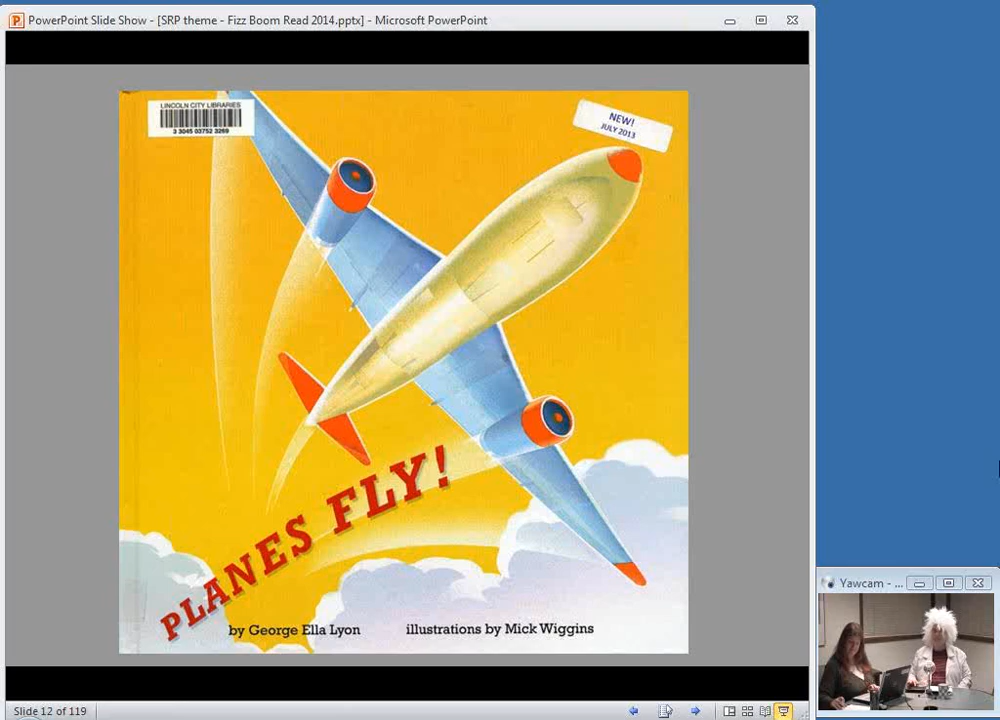 PowerPoint Slide Show - [SRP theme - Fizz Boom Read 2014.pptx] - Microsoft PowerPoint
LINCOLN CITY LIBRARIES
3 3045 03752 3269
NEW!
JULY 2013
PLANES FLY!
by George Ella Lyon illustrations by Mick Wiggins
Yawcam - ...
Slide 12 of 119